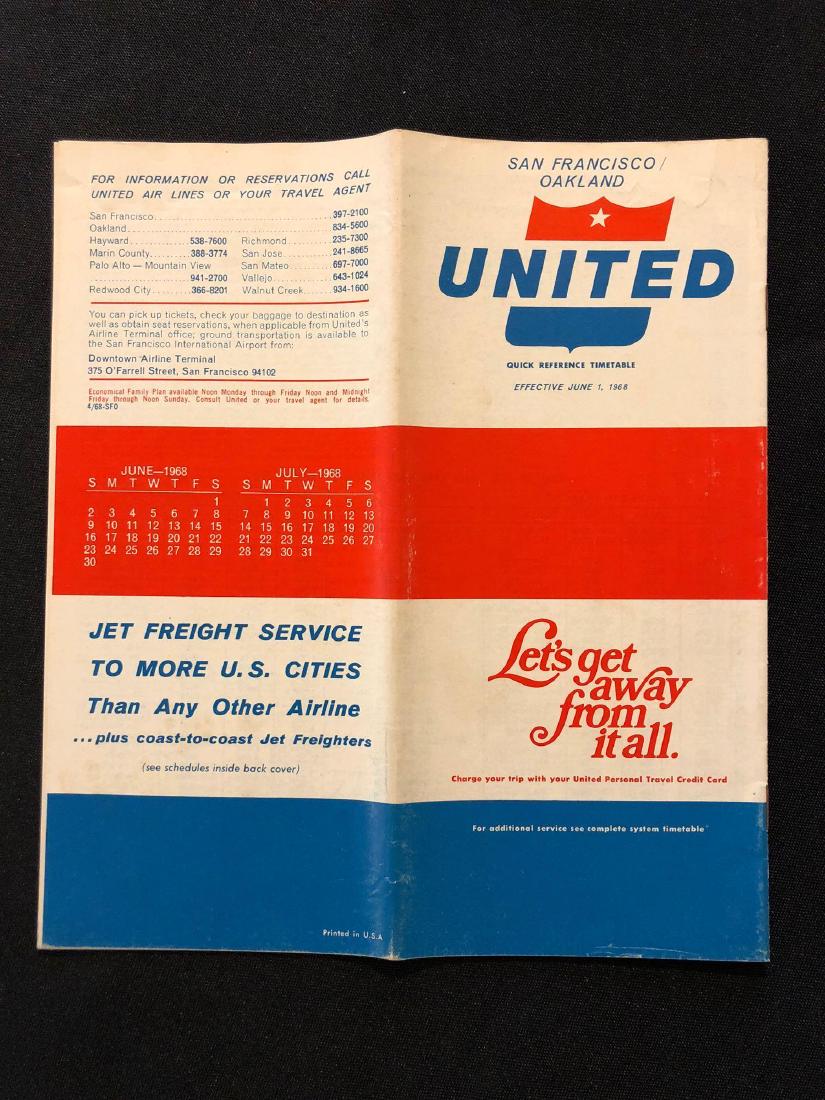 FOR INFORMATION OR RESERVATIONS CALL
UNITED AIR LINES OR YOUR TRAVEL AGENT
San Francisco 397-2100
Oakland 834-5600
Hayward 538-7600 Richmond 235-7300
Marin County 388-3774 San Jose 241-8665
Palo Alto — Mountain View San Mateo 697-7000
941-2700 Vallejo 643-1024
Redwood City 366-8201 Walnut Creek 934-1600
You can pick up tickets, check your baggage to destination as
well as obtain seat reservations, when applicable from United's
Airline Terminal office; ground transportation is available to
the San Francisco International Airport from:
Downtown Airline Terminal
375 O'Farrell Street, San Francisco 94102
Economical Family Plan available Noon Monday through Friday Noon and Midnight
Friday through Noon Sunday. Consult United or your travel agent for details.
4/68-SFO
JUNE—1968 JULY—1968
S M T W T F S S M T W T F S
1 1 2 3 4 5 6
2 3 4 5 6 7 8 7 8 9 10 11 12 13
9 10 11 12 13 14 15 14 15 16 17 18 19 20
16 17 18 19 20 21 22 21 22 23 24 25 26 27
23 24 25 26 27 28 29 28 29 30 31
30
JET FREIGHT SERVICE
TO MORE U.S. CITIES
Than Any Other Airline
...plus coast-to-coast Jet Freighters
(see schedules inside back cover)
Printed in U.S.A
SAN FRANCISCO/
OAKLAND
UNITED
QUICK REFERENCE TIMETABLE
EFFECTIVE JUNE 1, 1968
Let's get
away
from
it all.
Charge your trip with your United Personal Travel Credit Card
For additional service see complete system timetable